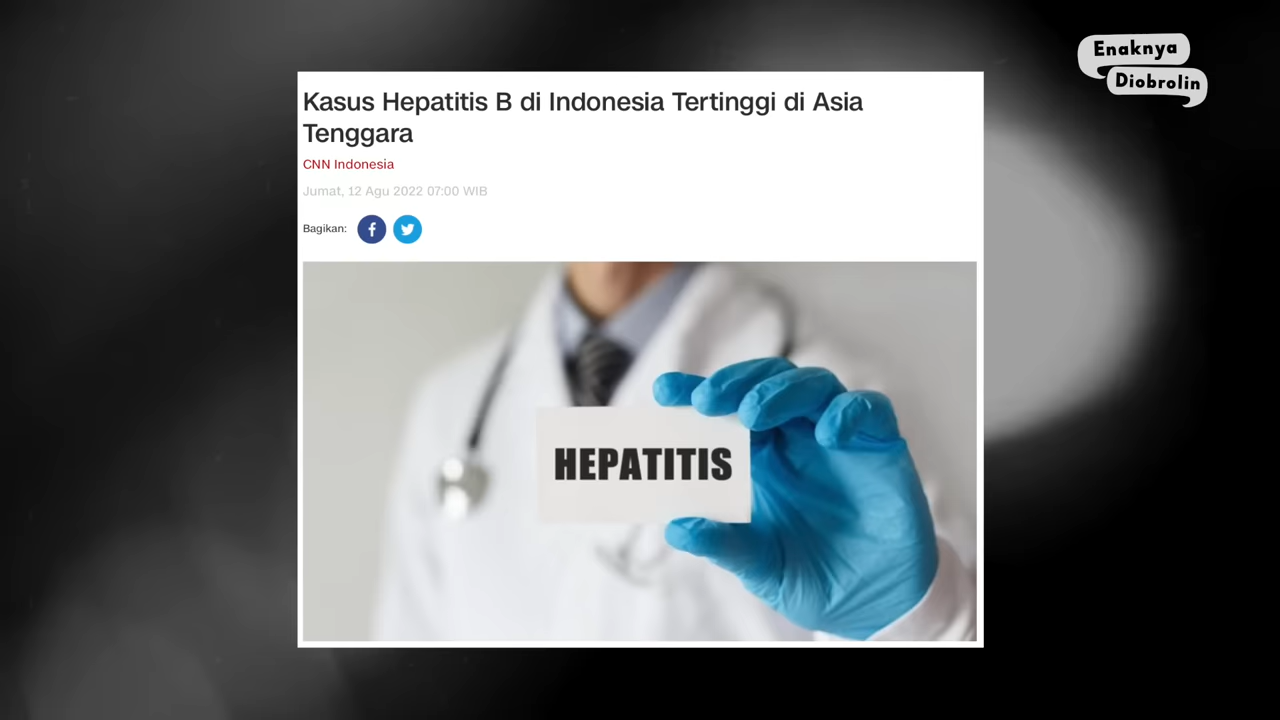 Enaknya
Diobrolin
Kasus Hepatitis B di Indonesia Tertinggi di Asia
Tenggara
CNN Indonesia
Jumat, 12 Agu 2022 07:00 WIB
Bagikan:
HEPATITIS